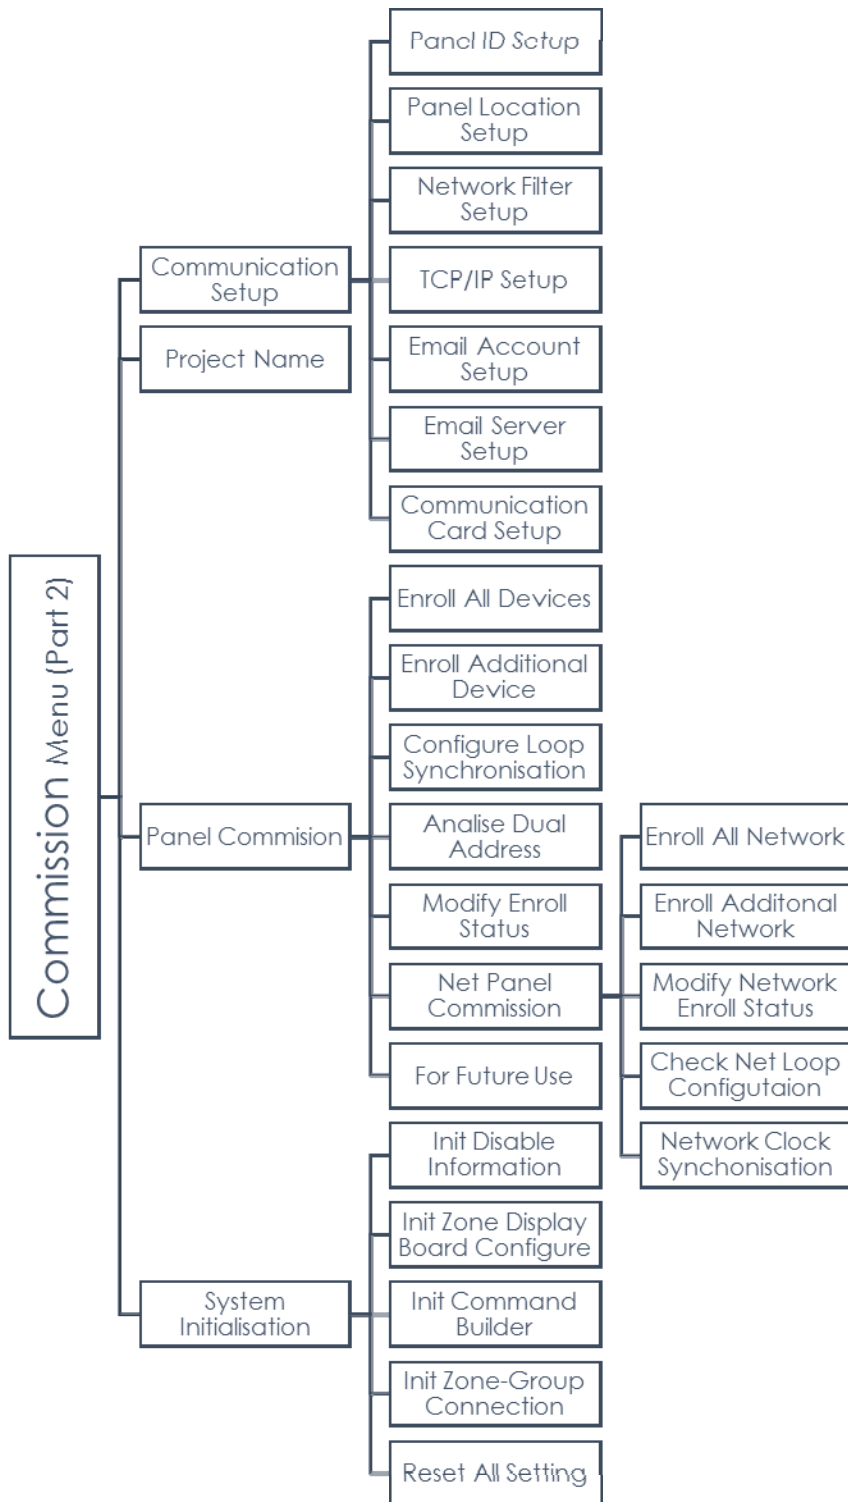 Commission Menu (Part 2)
Communication
Setup
Panel ID Setup
Panel Location
Setup
Network Filter
Setup
TCP/IP Setup
Email Account
Setup
Email Server
Setup
Communication
Card Setup
Project Name
Panel Commision
Enroll All Devices
Enroll Additional
Device
Configure Loop
Synchronisation
Analise Dual
Address
Modify Enroll
Status
Net Panel
Commission
Enroll All Network
Enroll Additonal
Network
Modify Network
Enroll Status
Check Net Loop
Configutaion
Network Clock
Synchonisation
For Future Use
System
Initialisation
Init Disable
Information
Init Zone Display
Board Configure
Init Command
Builder
Init Zone-Group
Connection
Reset All Setting